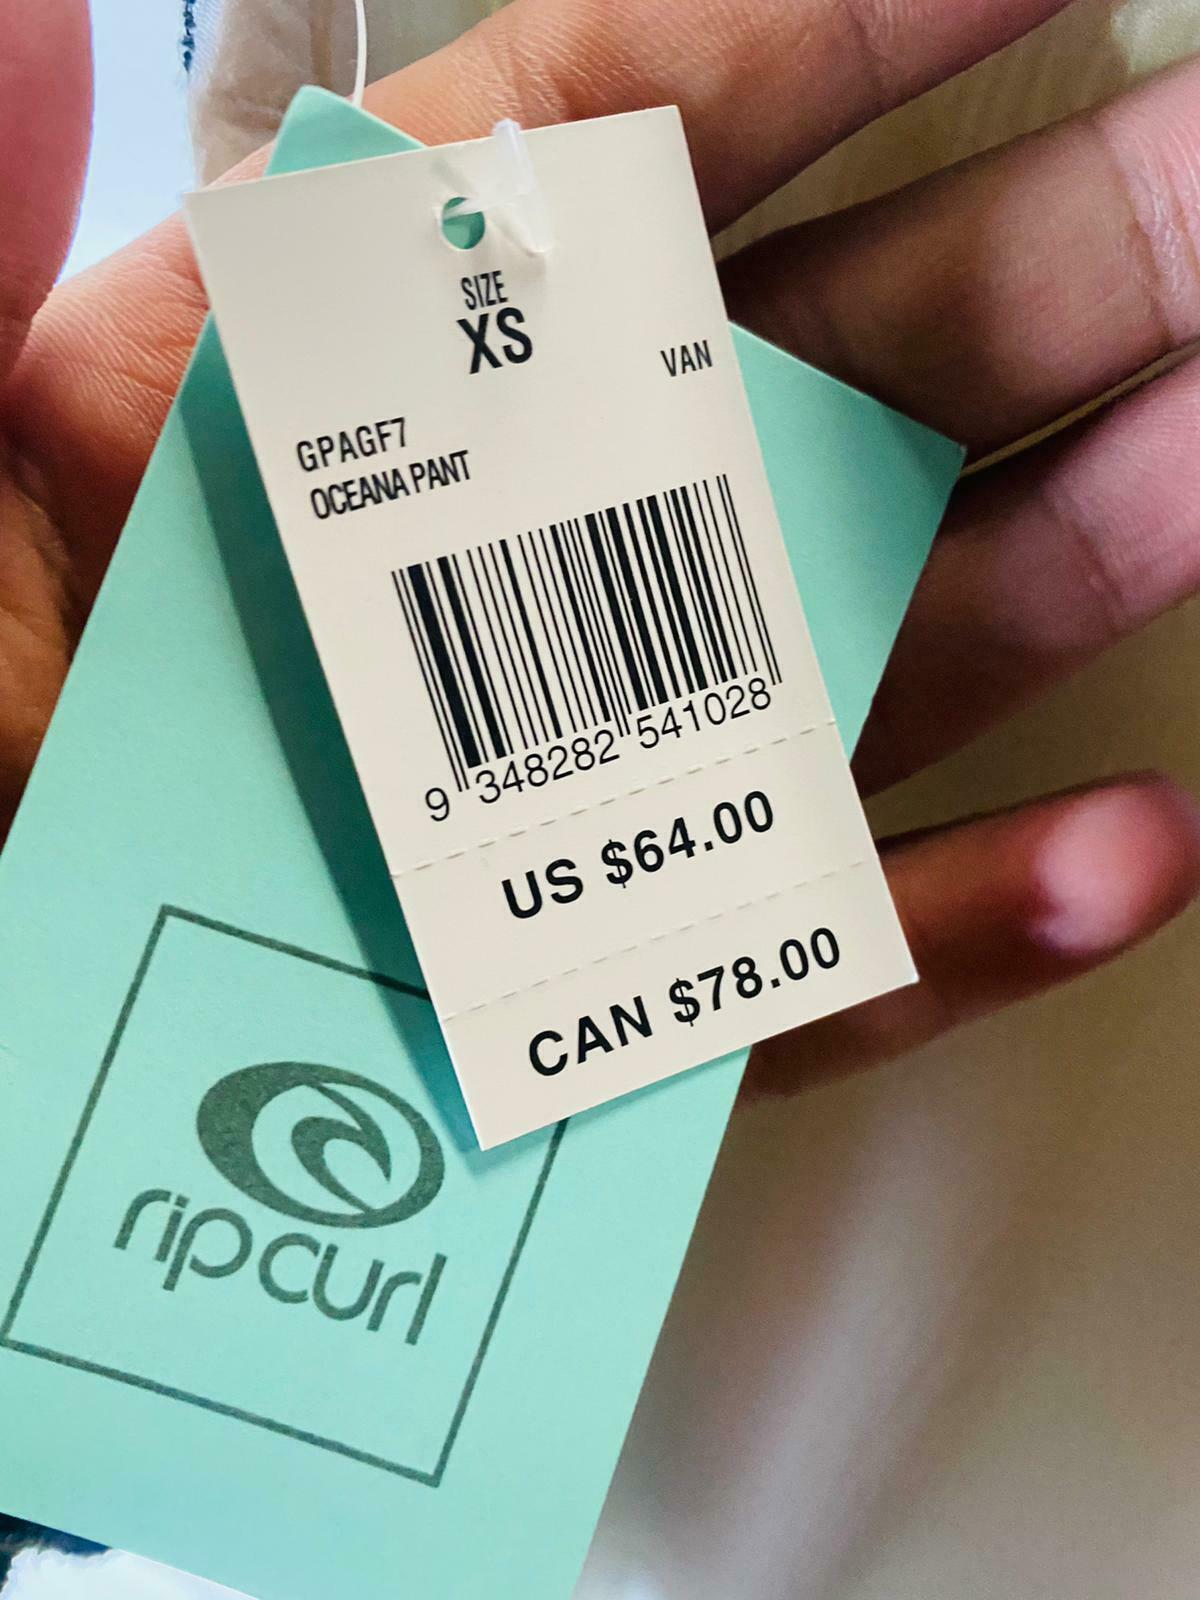 SIZE
XS
VAN
GPAGF7
OCEANA PANT
9 348282 541028
US $64.00
CAN $78.00
rip curl